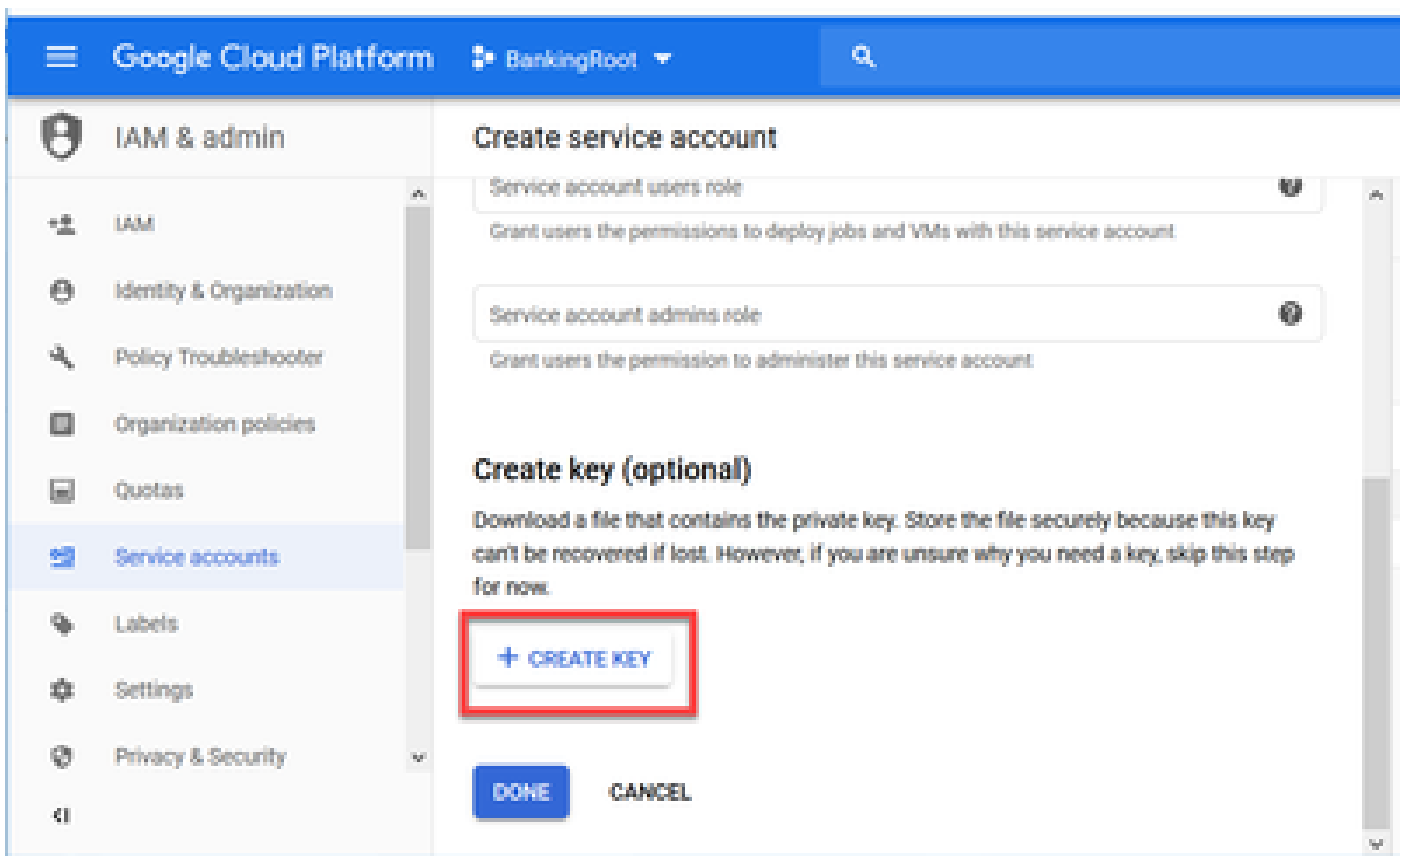 Google Cloud Platform
BankingRoot
IAM & admin
Create service account
IAM
Identity & Organization
Policy Troubleshooter
Organization policies
Quotas
Service accounts
Labels
Settings
Privacy & Security
Service account users role
Grant users the permissions to deploy jobs and VMs with this service account
Service account admins role
Grant users the permission to administer this service account
Create key (optional)
Download a file that contains the private key. Store the file securely because this key
can't be recovered if lost. However, if you are unsure why you need a key, skip this step
for now.
+ CREATE KEY
DONE
CANCEL